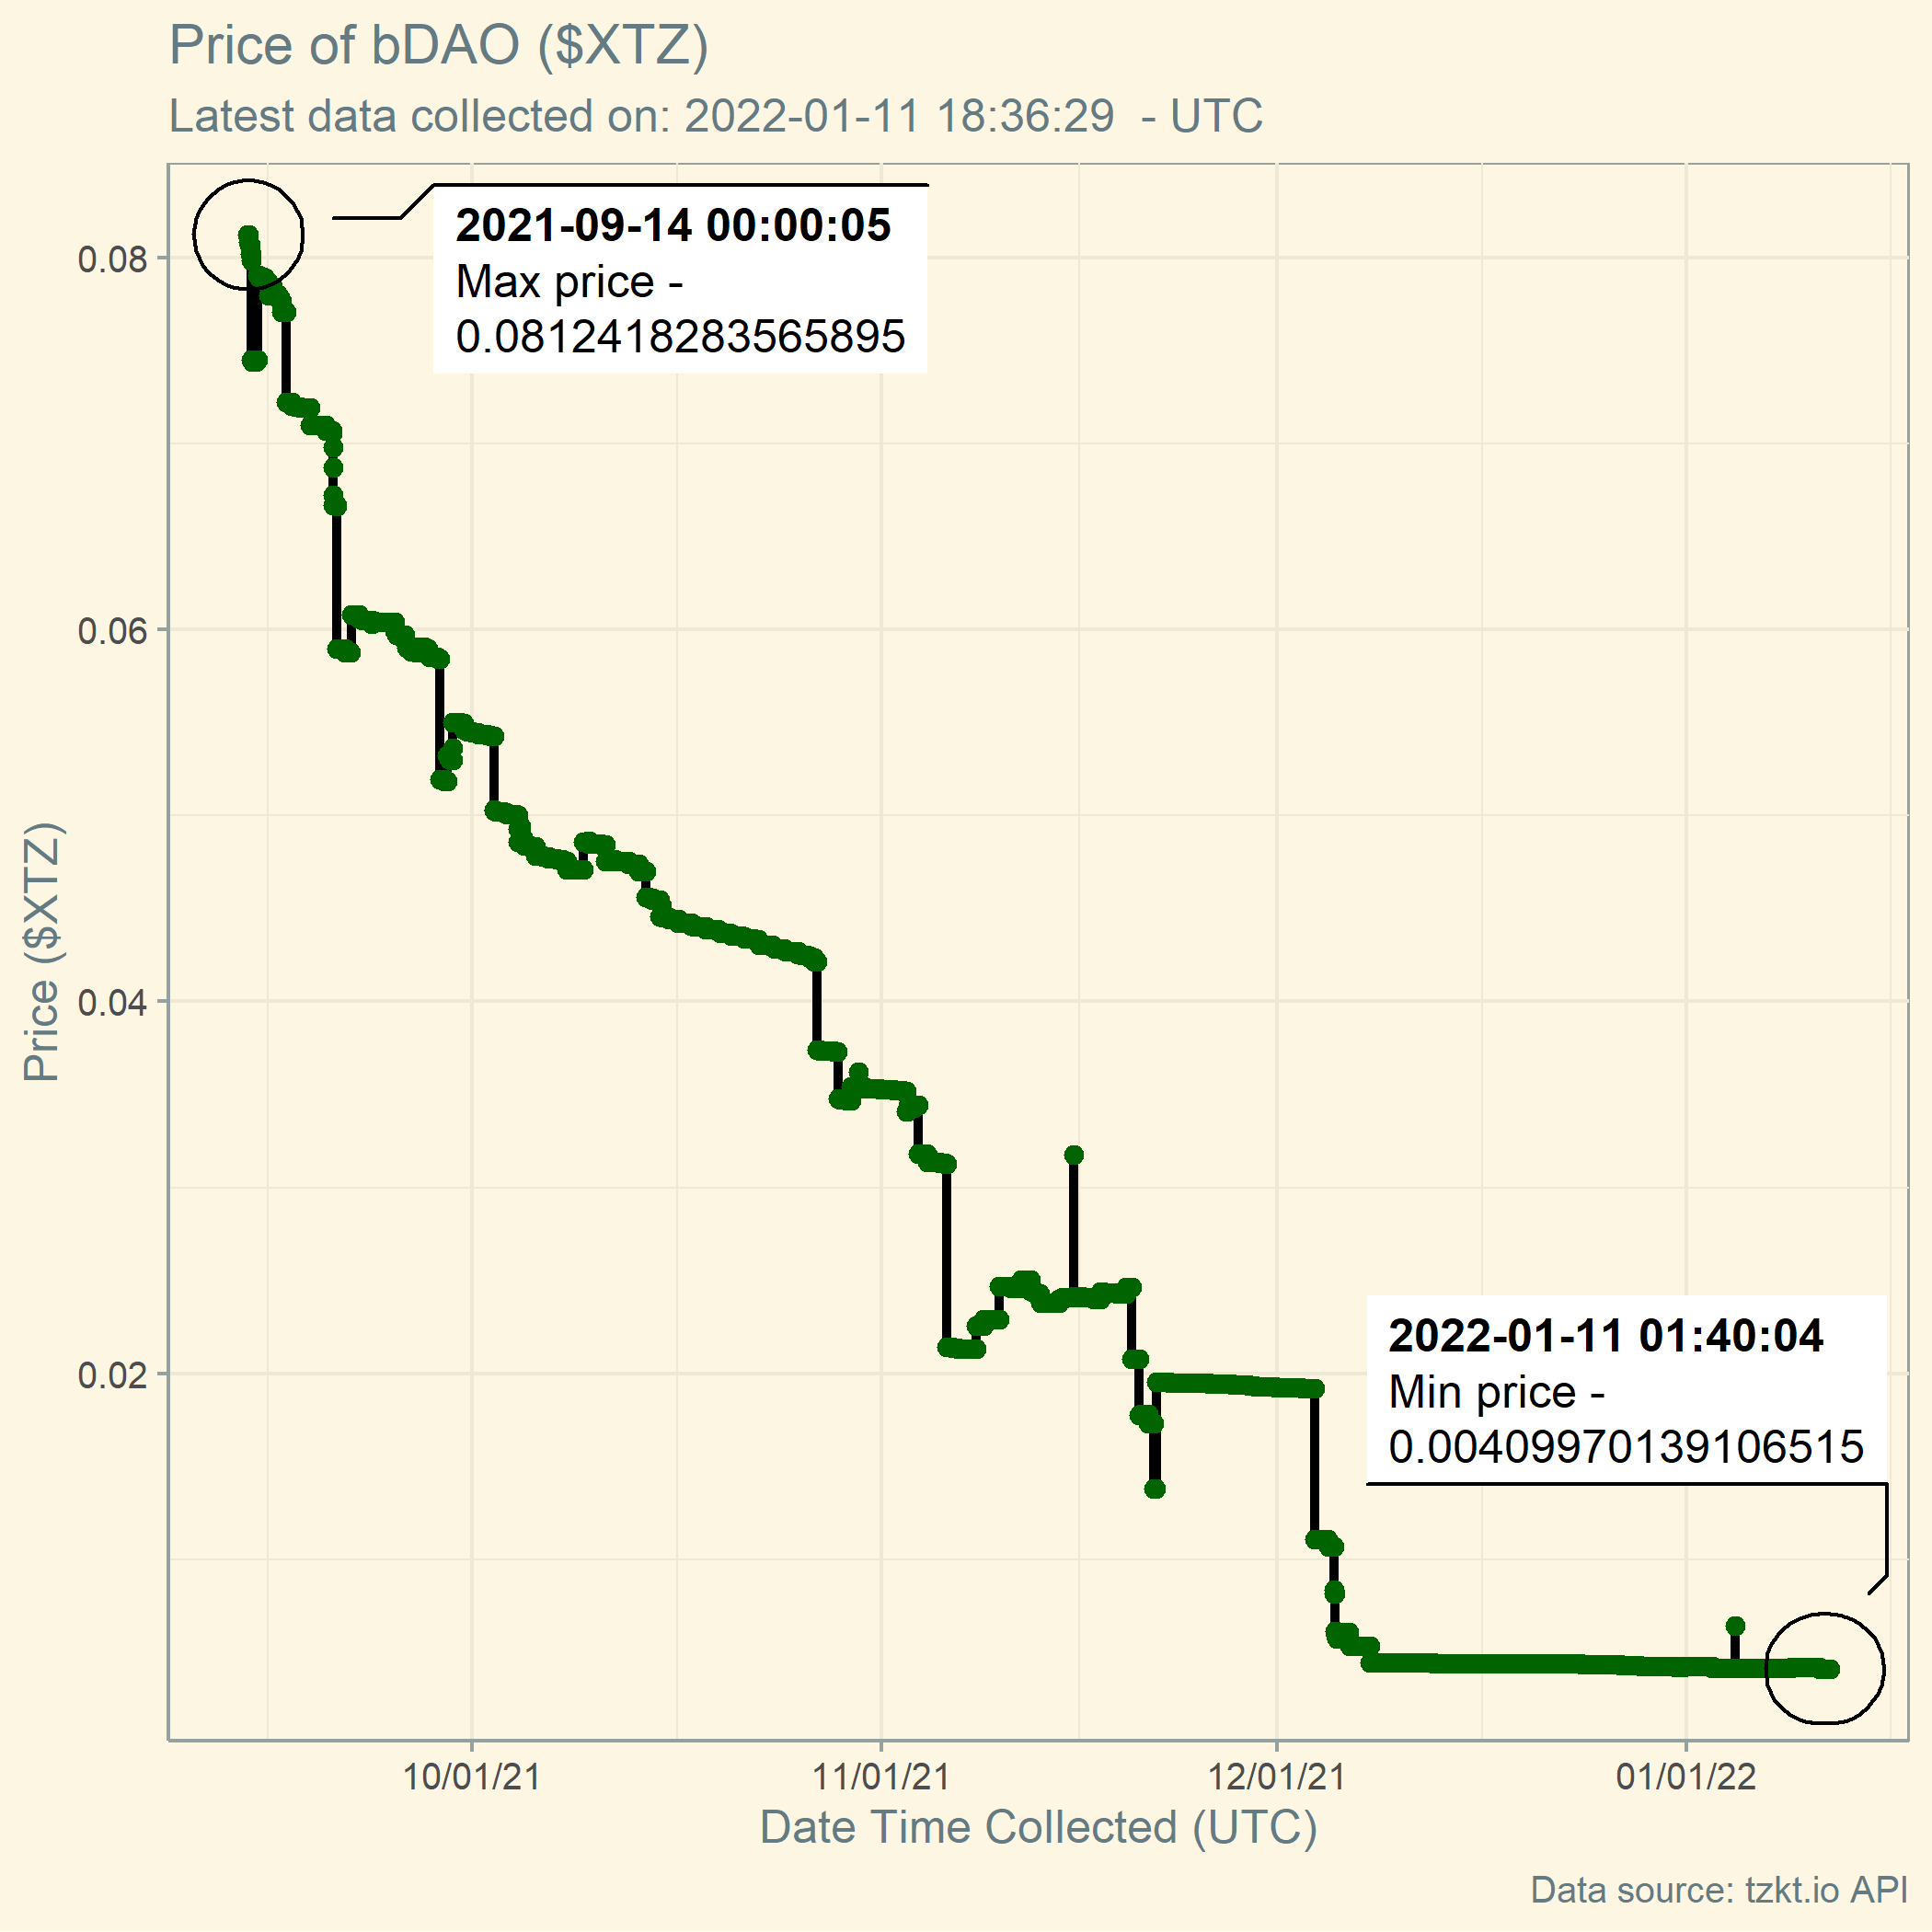 Price of bDAO ($XTZ)
Latest data collected on: 2022-01-11 18:36:29  - UTC
2021-09-14 00:00:05
Max price -
0.0812418283565895
0.08
0.06
0.04
0.02
Price ($XTZ)
2022-01-11 01:40:04
Min price -
0.00409970139106515
10/01/21
11/01/21
12/01/21
01/01/22
Date Time Collected (UTC)
Data source: tzkt.io API